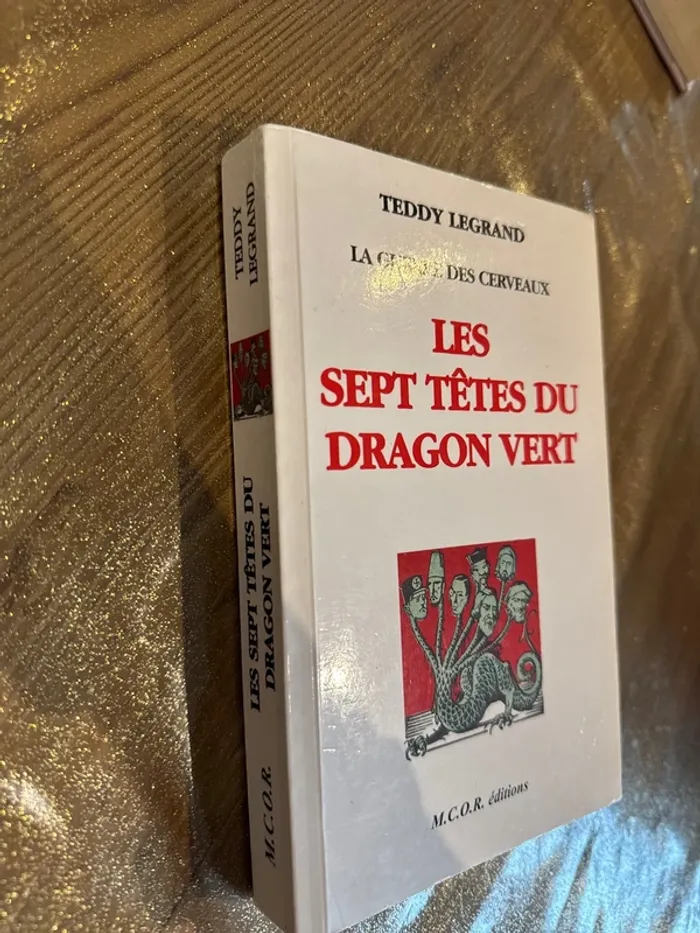 TEDDY LEGRAND
LA DES CERVEAUX
LES
SEPT TÊTES DU
DRAGON VERT
M.C.O.R. éditions
TEDDY
LEGRAND
LES SEPT TÊTES DU
DRAGON VERT
M.C.O.R.